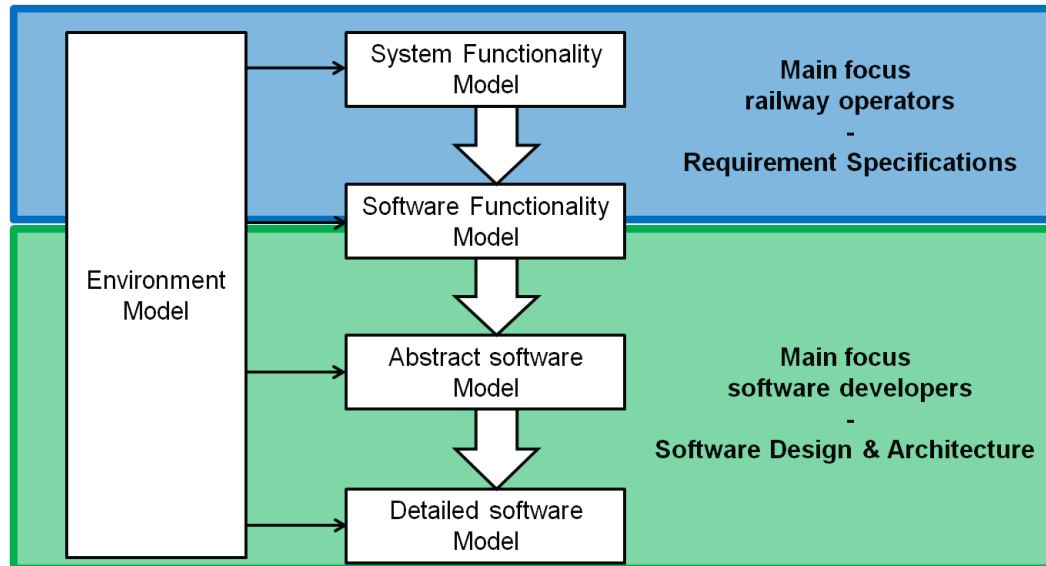 System Functionality
Model
Main focus
railway operators
-
Requirement Specifications
Software Functionality
Model
Environment
Model
Abstract software
Model
Main focus
software developers
-
Software Design & Architecture
Detailed software
Model